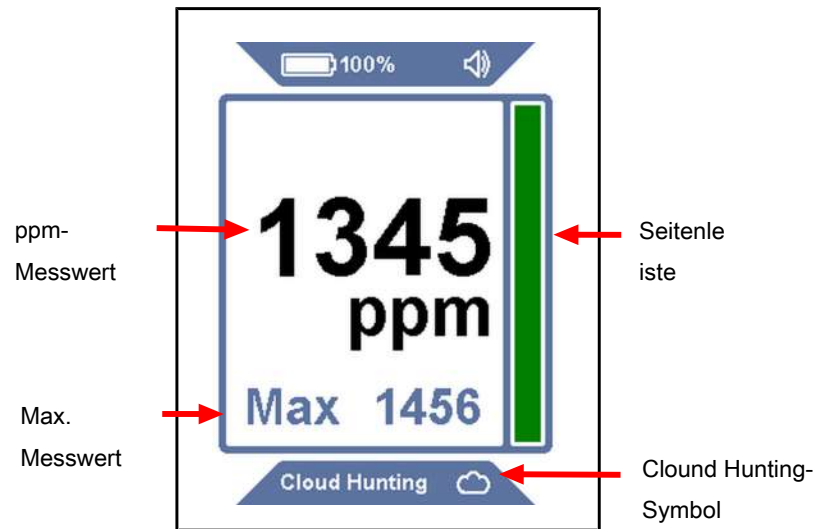 100%
ppm-
Messwert
1345
ppm
Seitenle
iste
Max 1456
Max.
Messwert
Cloud Hunting
Clound Hunting-
Symbol